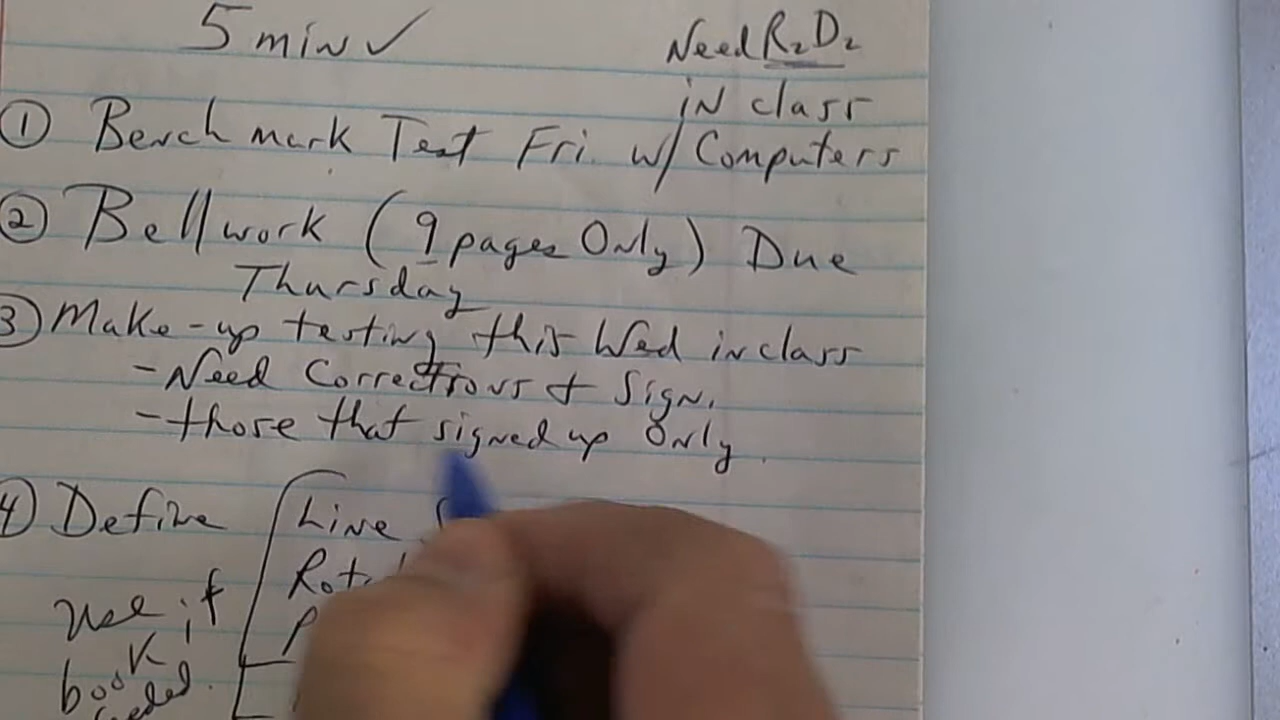 5 min ✓
Need R2D2
in class
① Benchmark Test Fri. w/ Computers
② Bellwork (9 pages Only) Due
Thursday
③ Make-up testing this Wed in class
- Need Corrections + Sign.
- those that signed up Only.
④ Define Line
Use if
book